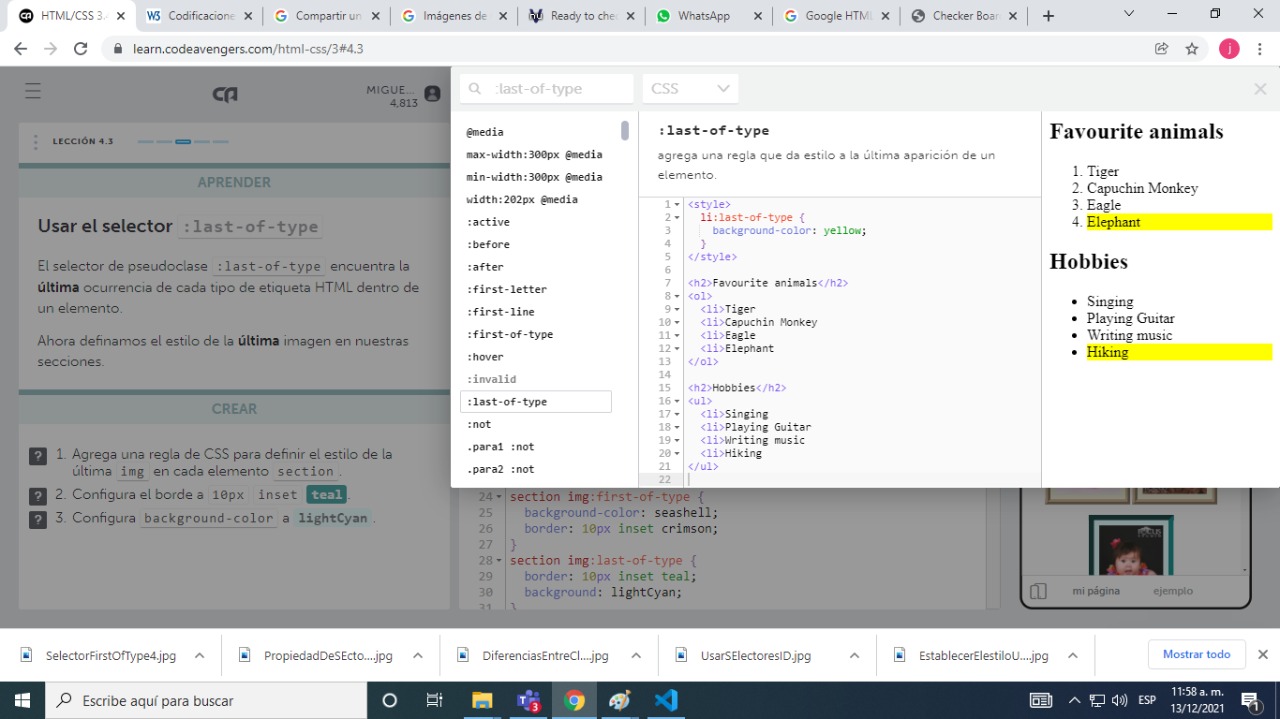 HTML/CSS 3.
Codificacione
Compartir un
Imágenes de
Ready to che
WhatsApp
Google HTML
Checker Boar
learn.codeavengers.com/html-css/3#4.3
j
MIGUE...
4,813
LECCIÓN 4.3
APRENDER
Usar el selector :last-of-type
El selector de pseudoclase :last-of-type encuentra la
última ocurrencia de cada tipo de etiqueta HTML dentro de
un elemento.
Ahora definamos el estilo de la última imagen en nuestras
secciones.
CREAR
? 1. Agrega una regla de CSS para definir el estilo de la
última img en cada elemento section.
? 2. Configura el borde a 10px inset teal.
? 3. Configura background-color a lightCyan.
:last-of-type
CSS
@media
max-width:300px @media
min-width:300px @media
width:202px @media
:active
:before
:after
:first-letter
:first-line
:first-of-type
:hover
:invalid
:last-of-type
:not
.para1 :not
.para2 :not
:last-of-type
agrega una regla que da estilo a la última aparición de un
elemento.
1 <style>
2 li:last-of-type {
3 background-color: yellow;
4 }
5 </style>
6
7 <h2>Favourite animals</h2>
8 <ol>
9 <li>Tiger
10 <li>Capuchin Monkey
11 <li>Eagle
12 <li>Elephant
13 </ol>
14
15 <h2>Hobbies</h2>
16 <ul>
17 <li>Singing
18 <li>Playing Guitar
19 <li>Writing music
20 <li>Hiking
21 </ul>
22
Favourite animals
1. Tiger
2. Capuchin Monkey
3. Eagle
4. Elephant
Hobbies
• Singing
• Playing Guitar
• Writing music
• Hiking
24 section img:first-of-type {
25 background-color: seashell;
26 border: 10px inset crimson;
27 }
28 section img:last-of-type {
29 border: 10px inset teal;
30 background: lightCyan;
31 }
FOCUS
mi página
ejemplo
SelectorFirstOfType4.jpg
PropiedadDeSEcto....jpg
DiferenciasEntreCl....jpg
UsarSElectoresID.jpg
EstablecerElestiloU....jpg
Mostrar todo
Escribe aquí para buscar
3
ESP
11:58 a. m.
13/12/2021
1